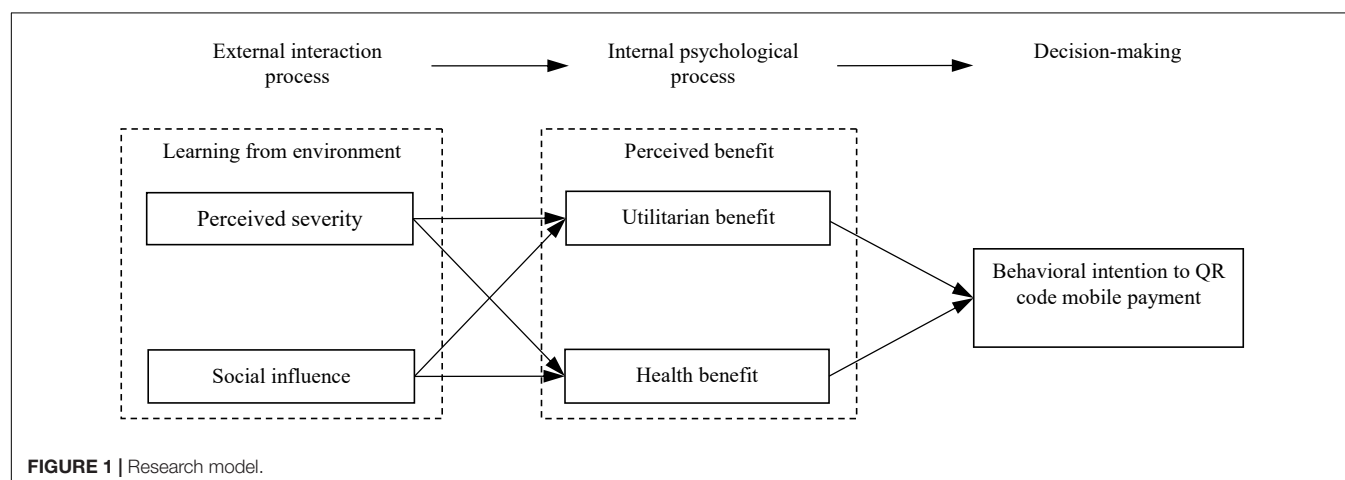 External interaction
process
Internal psychological
process
Decision-making
Learning from environment
Perceived severity
Social influence
Perceived benefit
Utilitarian benefit
Health benefit
Behavioral intention to QR
code mobile payment
FIGURE 1 | Research model.